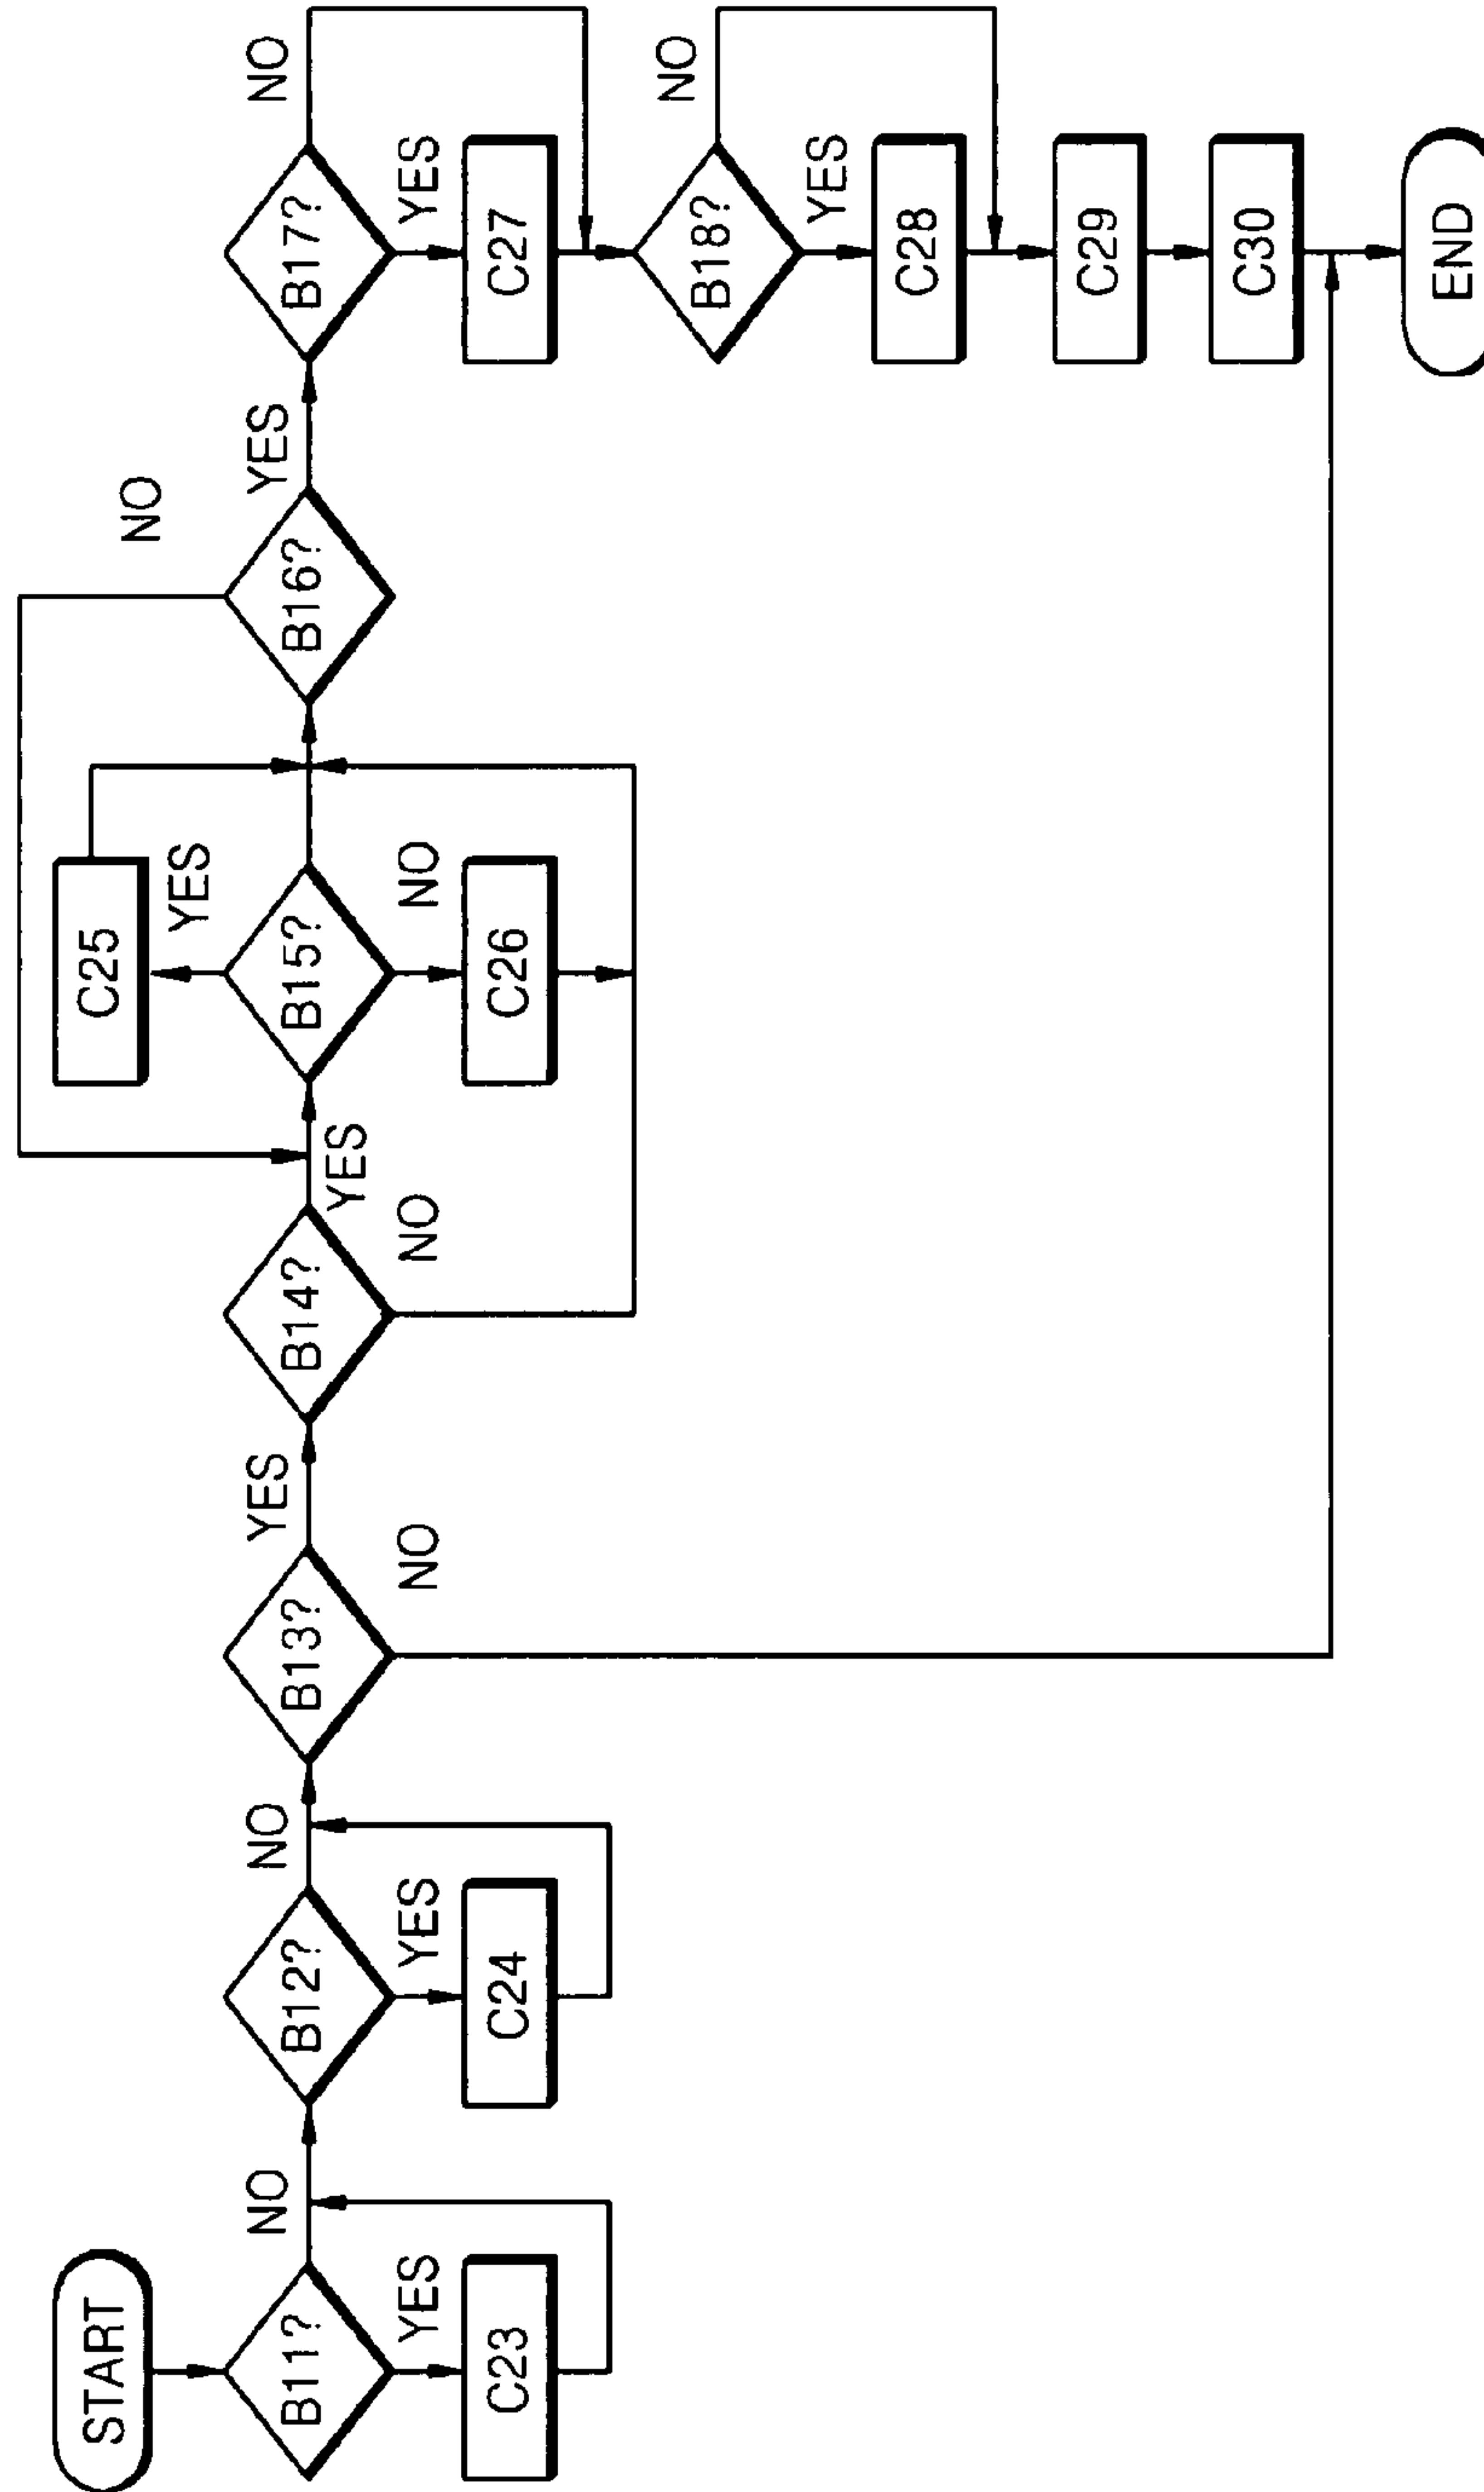 START
B11?
NO
YES
C23
B12?
NO
YES
C24
B13?
YES
NO
B14?
YES
NO
B15?
YES
C25
NO
C26
B16?
NO
YES
B17?
NO
YES
C27
B18?
NO
YES
C28
C29
C30
END